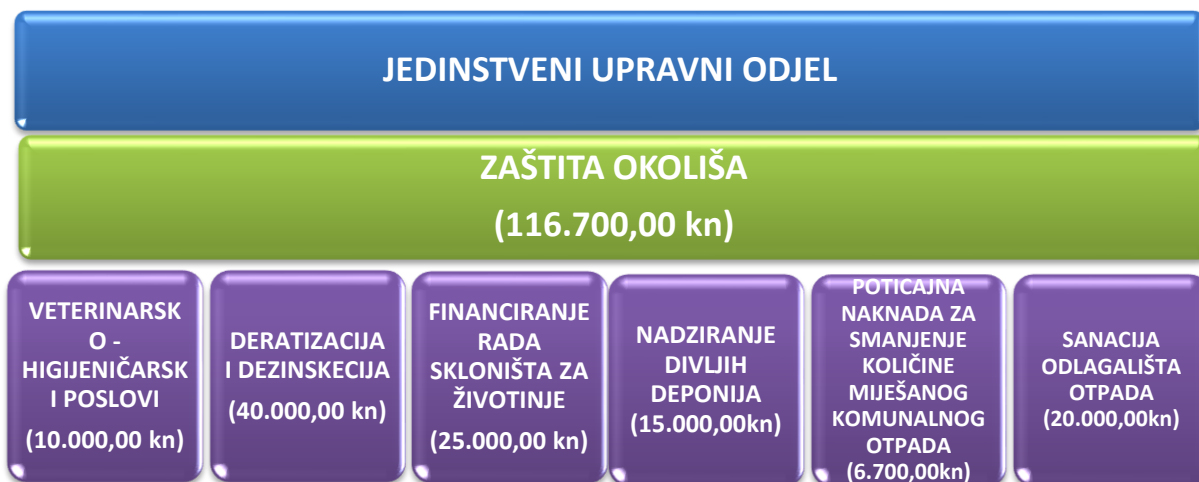 JEDINSTVENI UPRAVNI ODJEL
ZAŠTITA OKOLIŠA
(116.700,00 kn)
VETERINARSK
O -
HIGIJENIČARSK
I POSLOVI
(10.000,00 kn)
DERATIZACIJA
I DEZINSKECIJA
(40.000,00 kn)
FINANCIRANJE
RADA
SKLONIŠTA ZA
ŽIVOTINJE
(25.000,00 kn)
NADZIRANJE
DIVLJIH
DEPONIJA
(15.000,00kn)
POTICAJNA
NAKNADA ZA
SMANJENJE
KOLIČINE
MIJEŠANOG
KOMUNALNOG
OTPADA
(6.700,00kn)
SANACIJA
ODLAGALIŠTA
OTPADA
(20.000,00kn)